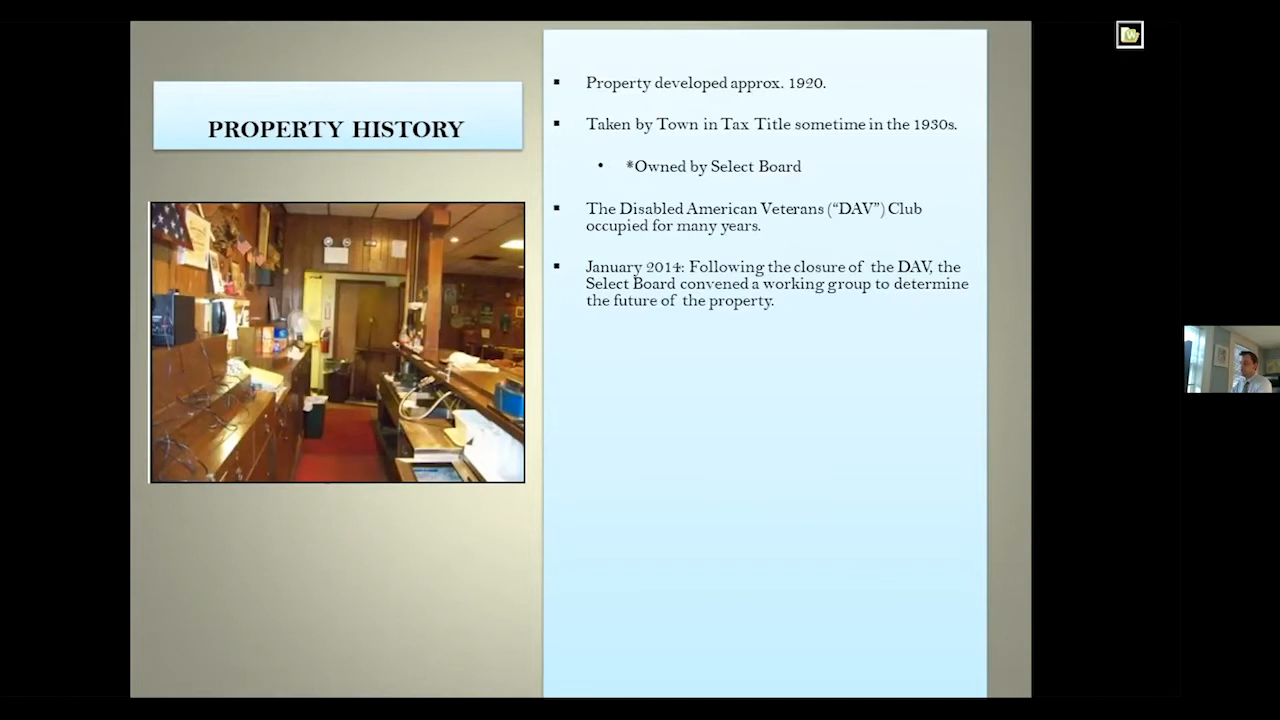 PROPERTY HISTORY
▪ Property developed approx. 1920.
▪ Taken by Town in Tax Title sometime in the 1930s.
• *Owned by Select Board
▪ The Disabled American Veterans (“DAV”) Club
occupied for many years.
▪ January 2014: Following the closure of the DAV, the
Select Board convened a working group to determine
the future of the property.